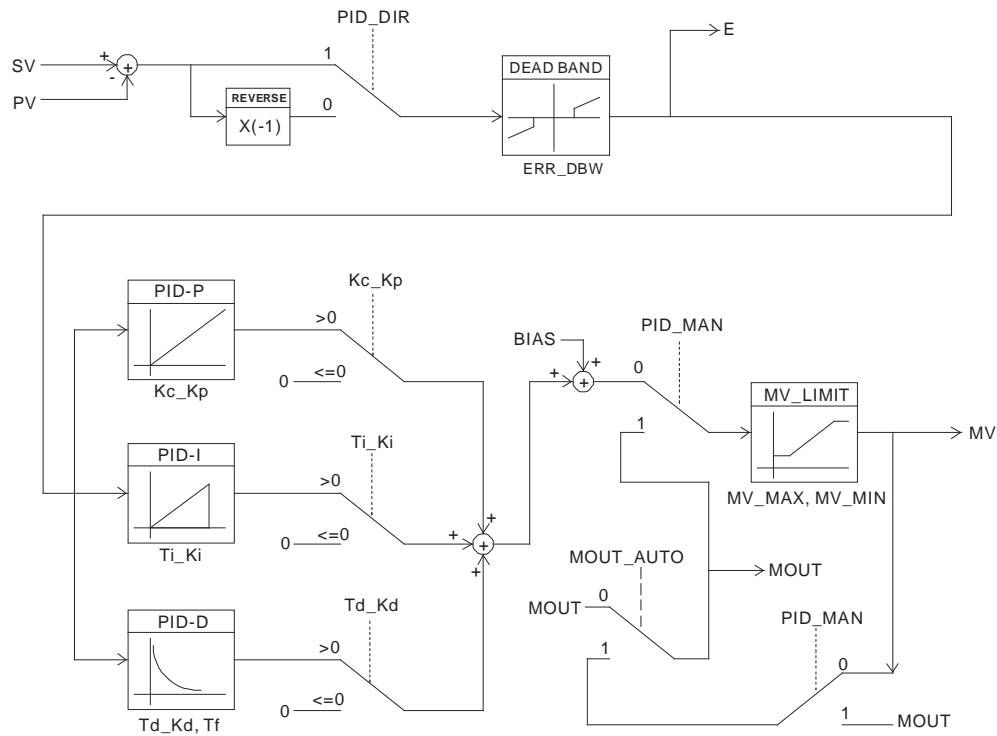 PID_DIR
SV
+
-
+
PV
1
0
REVERSE
X(-1)
DEAD BAND
ERR_DBW
E
PID-P
Kc_Kp
Kc_Kp
>0
<=0
0
PID-I
Ti_Ki
Ti_Ki
>0
<=0
0
PID-D
Td_Kd, Tf
Td_Kd
>0
<=0
0
+
+
+
+
BIAS
+
+
+
PID_MAN
0
1
MV_LIMIT
MV_MAX, MV_MIN
MV
MOUT_AUTO
MOUT
0
1
MOUT
PID_MAN
0
1
MOUT